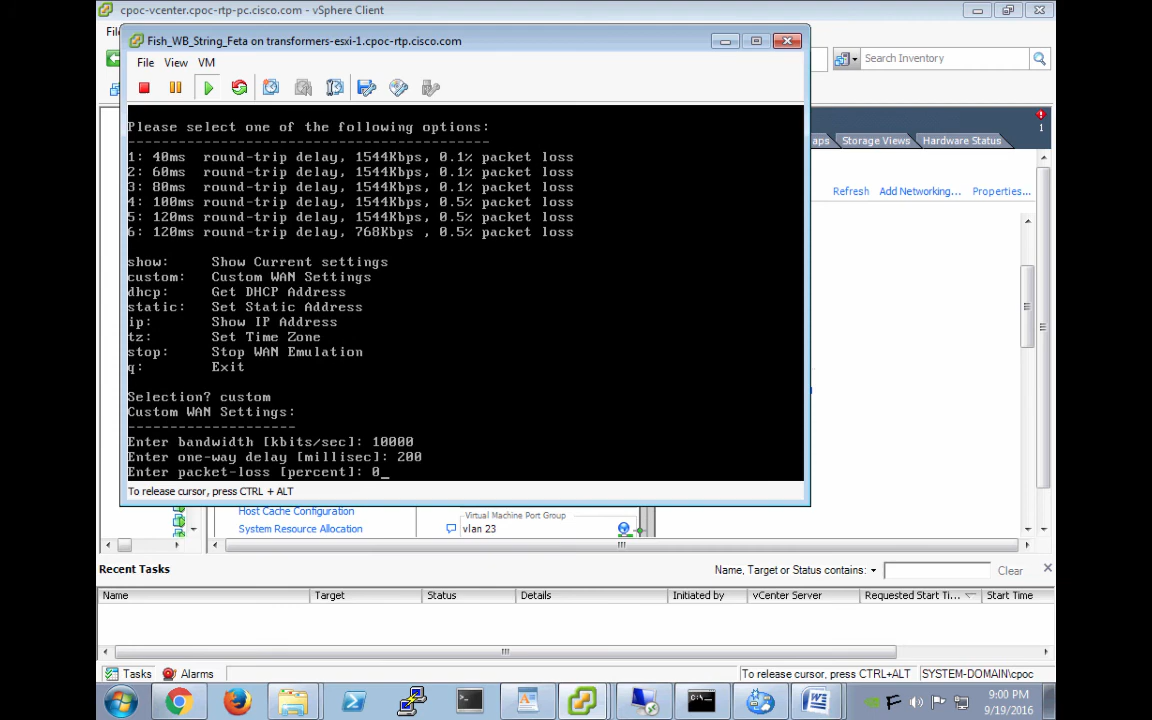 cpoc-vcenter.cpoc-rtp-pc.cisco.com - vSphere Client
Fish_WB_String_Feta on transformers-esxi-1.cpoc-rtp.cisco.com
File View VM
Search Inventory
Please select one of the following options:
-------------------------------------------
1: 40ms  round-trip delay, 1544Kbps, 0.1% packet loss
2: 60ms  round-trip delay, 1544Kbps, 0.1% packet loss
3: 80ms  round-trip delay, 1544Kbps, 0.1% packet loss
4: 100ms round-trip delay, 1544Kbps, 0.5% packet loss
5: 120ms round-trip delay, 1544Kbps, 0.5% packet loss
6: 120ms round-trip delay, 768Kbps , 0.5% packet loss
show: Show Current settings
custom: Custom WAN Settings
dhcp: Get DHCP Address
static: Set Static Address
ip: Show IP Address
tz: Set Time Zone
stop: Stop WAN Emulation
q: Exit
Selection? custom
Custom WAN Settings:
--------------------
Enter bandwidth [kbits/sec]: 10000
Enter one-way delay [millisec]: 200
Enter packet-loss [percent]: 0_
To release cursor, press CTRL + ALT
1
Storage Views Hardware Status
Refresh Add Networking... Properties...
Host Cache Configuration
System Resource Allocation
Virtual Machine Port Group
vlan 23
Recent Tasks
Name, Target or Status contains: Clear
Name Target Status Details Initiated by vCenter Server Requested Start Ti... Start Time
Tasks Alarms
To release cursor, press CTRL+ALT SYSTEM-DOMAIN\cpoc
9:00 PM
9/19/2016